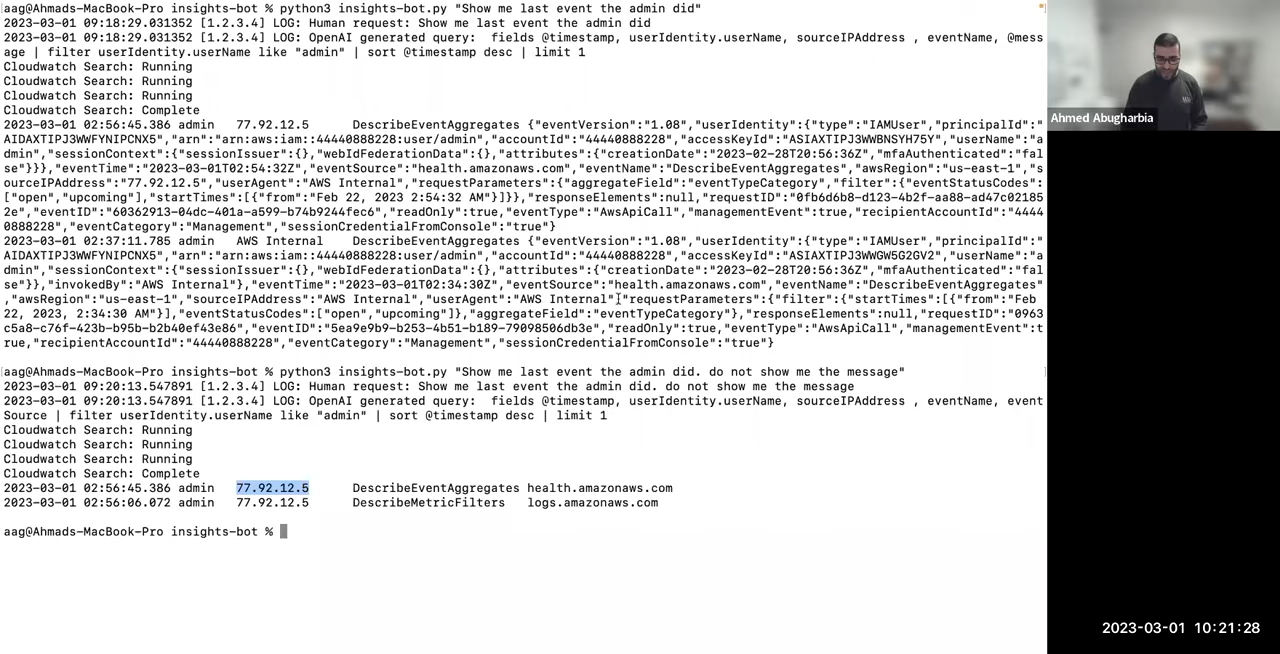 aag@Ahmads-MacBook-Pro insights-bot % python3 insights-bot.py "Show me last event the admin did"
2023-03-01 09:18:29.031352 [1.2.3.4] LOG: Human request: Show me last event the admin did
2023-03-01 09:18:29.031352 [1.2.3.4] LOG: OpenAI generated query:  fields @timestamp, userIdentity.userName, sourceIPAddress , eventName, @mess
age | filter userIdentity.userName like "admin" | sort @timestamp desc | limit 1
Cloudwatch Search: Running
Cloudwatch Search: Running
Cloudwatch Search: Running
Cloudwatch Search: Complete
2023-03-01 02:56:45.386 admin   77.92.12.5      DescribeEventAggregates {"eventVersion":"1.08","userIdentity":{"type":"IAMUser","principalId":"
AIDAXTIPJ3WWFYNIPCNX5","arn":"arn:aws:iam::44440888228:user/admin","accountId":"44440888228","accessKeyId":"ASIAXTIPJ3WWBNSYH75Y","userName":"a
dmin","sessionContext":{"sessionIssuer":{},"webIdFederationData":{},"attributes":{"creationDate":"2023-02-28T20:56:36Z","mfaAuthenticated":"fal
se"}}},"eventTime":"2023-03-01T02:54:32Z","eventSource":"health.amazonaws.com","eventName":"DescribeEventAggregates","awsRegion":"us-east-1","s
ourceIPAddress":"77.92.12.5","userAgent":"AWS Internal","requestParameters":{"aggregateField":"eventTypeCategory","filter":{"eventStatusCodes":
["open","upcoming"],"startTimes":[{"from":"Feb 22, 2023 2:54:32 AM"}]}},"responseElements":null,"requestID":"0fb6d6b8-d123-4b2f-aa88-ad47c02185
2e","eventID":"60362913-04dc-401a-a599-b74b9244fec6","readOnly":true,"eventType":"AwsApiCall","managementEvent":true,"recipientAccountId":"4444
0888228","eventCategory":"Management","sessionCredentialFromConsole":"true"}
2023-03-01 02:37:11.785 admin   AWS Internal    DescribeEventAggregates {"eventVersion":"1.08","userIdentity":{"type":"IAMUser","principalId":"
AIDAXTIPJ3WWFYNIPCNX5","arn":"arn:aws:iam::44440888228:user/admin","accountId":"44440888228","accessKeyId":"ASIAXTIPJ3WWGW5G2GV2","userName":"a
dmin","sessionContext":{"sessionIssuer":{},"webIdFederationData":{},"attributes":{"creationDate":"2023-02-28T20:56:36Z","mfaAuthenticated":"fal
se"}},"invokedBy":"AWS Internal"},"eventTime":"2023-03-01T02:34:30Z","eventSource":"health.amazonaws.com","eventName":"DescribeEventAggregates"
,"awsRegion":"us-east-1","sourceIPAddress":"AWS Internal","userAgent":"AWS Internal","requestParameters":{"filter":{"startTimes":[{"from":"Feb
22, 2023, 2:34:30 AM"}],"eventStatusCodes":["open","upcoming"]},"aggregateField":"eventTypeCategory"},"responseElements":null,"requestID":"0963
c5a8-c76f-423b-b95b-b2b40ef43e86","eventID":"5ea9e9b9-b253-4b51-b189-79098506db3e","readOnly":true,"eventType":"AwsApiCall","managementEvent":t
rue,"recipientAccountId":"44440888228","eventCategory":"Management","sessionCredentialFromConsole":"true"}
aag@Ahmads-MacBook-Pro insights-bot % python3 insights-bot.py "Show me last event the admin did. do not show me the message"
2023-03-01 09:20:13.547891 [1.2.3.4] LOG: Human request: Show me last event the admin did. do not show me the message
2023-03-01 09:20:13.547891 [1.2.3.4] LOG: OpenAI generated query:  fields @timestamp, userIdentity.userName, sourceIPAddress , eventName, event
Source | filter userIdentity.userName like "admin" | sort @timestamp desc | limit 1
Cloudwatch Search: Running
Cloudwatch Search: Running
Cloudwatch Search: Running
Cloudwatch Search: Complete
2023-03-01 02:56:45.386 admin   77.92.12.5      DescribeEventAggregates health.amazonaws.com
2023-03-01 02:56:06.072 admin   77.92.12.5      DescribeMetricFilters   logs.amazonaws.com
aag@Ahmads-MacBook-Pro insights-bot %
Ahmed Abugharbia
2023-03-01 10:21:28